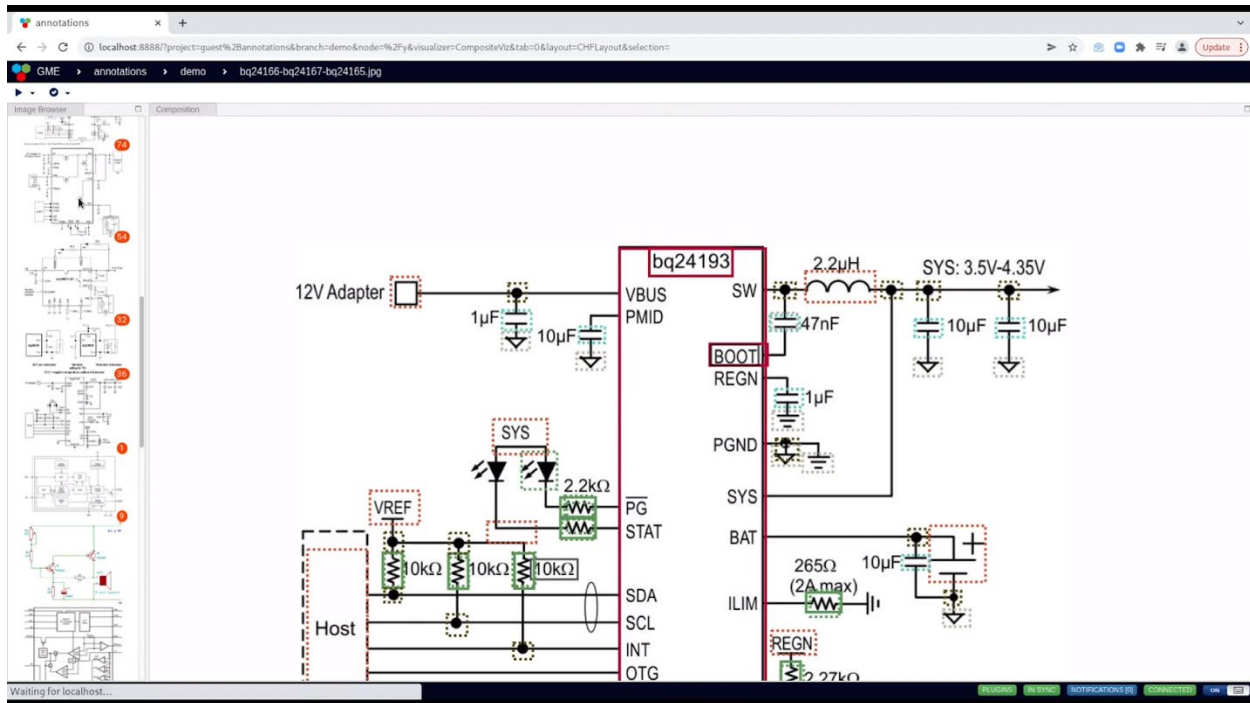 annotations
localhost:8888/?project=guest%2Bannotations&branch=demo&node=%2Fy&visualizer=CompositeViz&tab=0&layout=CHFLayout&selection=
Update
GME › annotations › demo › bq24166-bq24167-bq24165.jpg
Image Browser
Composition
74
54
32
36
1
9
bq24193
2.2µH
SYS: 3.5V-4.35V
12V Adapter
VBUS
SW
1µF
PMID
47nF
10µF
10µF
10µF
BOOT
REGN
1µF
SYS
PGND
2.2kΩ
SYS
VREF
PG
STAT
BAT
265Ω
(2A max)
10µF
10kΩ
10kΩ
10kΩ
SDA
ILIM
Host
SCL
INT
REGN
OTG
2.27kΩ
Waiting for localhost...
PLUGINS
IN SYNC
NOTIFICATIONS [0]
CONNECTED
ON